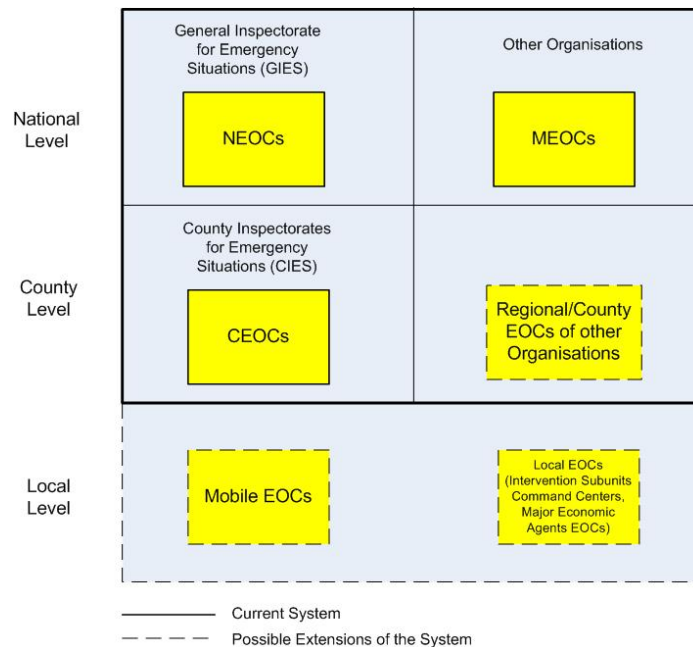 General Inspectorate
for Emergency
Situations (GIES)
Other Organisations
National
Level
NEOCs
MEOCs
County Inspectorates
for Emergency
Situations (CIES)
County
Level
CEOCs
Regional/County
EOCs of other
Organisations
Local
Level
Mobile EOCs
Local EOCs
(Intervention Subunits
Command Centers,
Major Economic
Agents EOCs)
Current System
Possible Extensions of the System